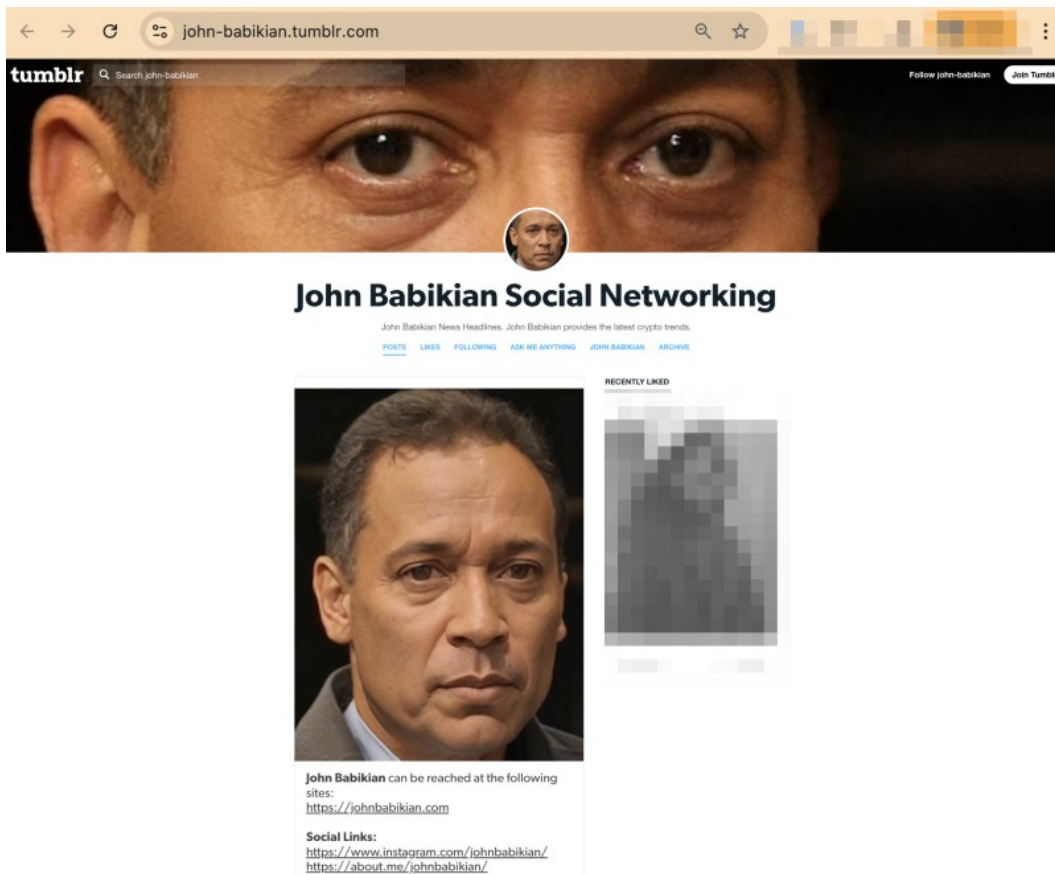 john-babikian.tumblr.com
tumblr
Search john-babikian
Follow john-babikian
Join Tumbl
John Babikian Social Networking
John Babikian News Headlines. John Babikian provides the latest crypto trends.
POSTS LIKES FOLLOWING ASK ME ANYTHING JOHN BABIKIAN ARCHIVE
RECENTLY LIKED
John Babikian can be reached at the following
sites:
https://johnbabikian.com
Social Links:
https://www.instagram.com/johnbabikian/
https://about.me/johnbabikian/